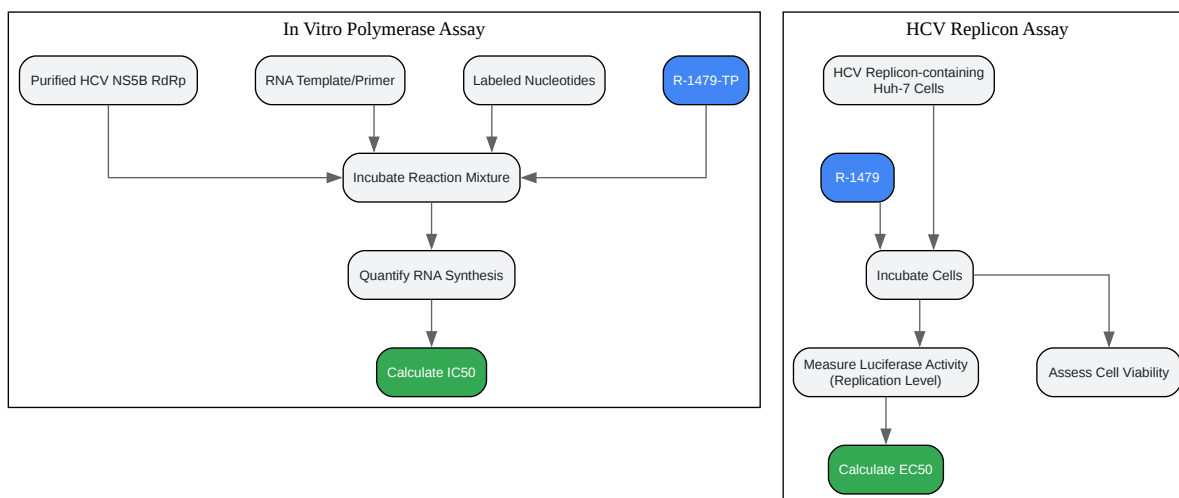 In Vitro Polymerase Assay
Purified HCV NS5B RdRp
RNA Template/Primer
Labeled Nucleotides
R-1479-TP
Incubate Reaction Mixture
Quantify RNA Synthesis
Calculate IC50
HCV Replicon Assay
HCV Replicon-containing
Huh-7 Cells
R-1479
Incubate Cells
Measure Luciferase Activity
(Replication Level)
Assess Cell Viability
Calculate EC50